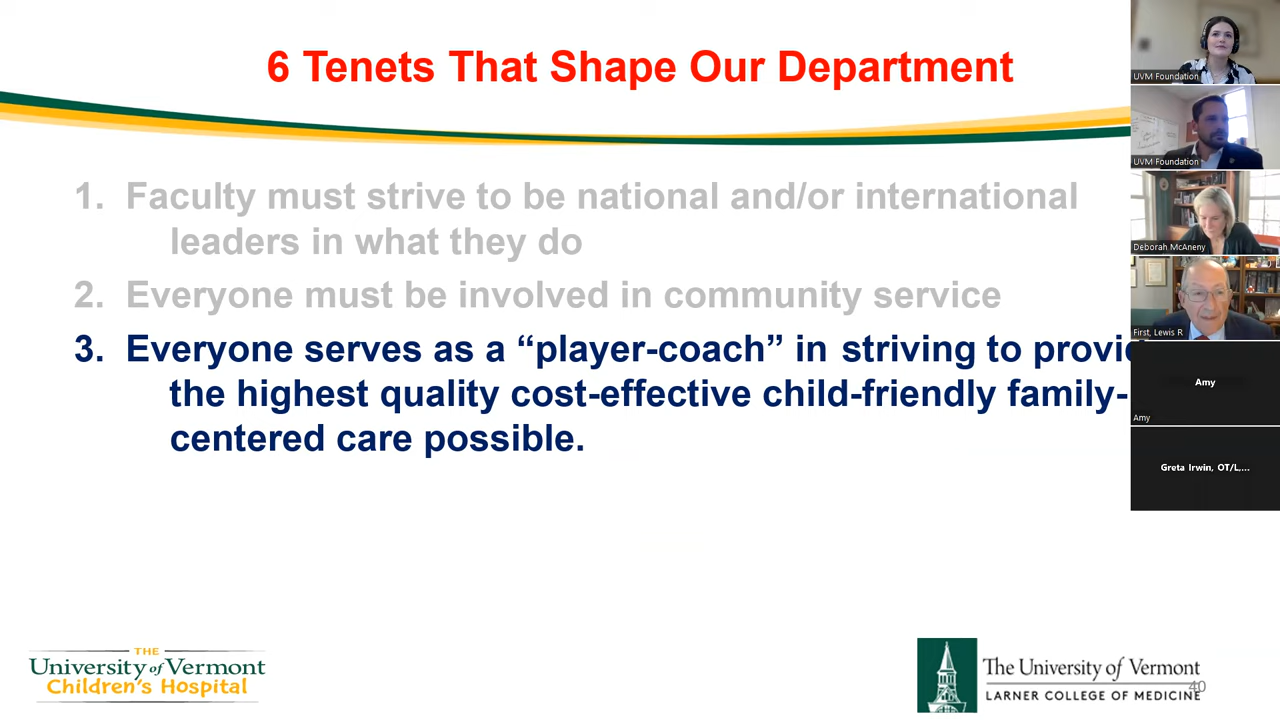 6 Tenets That Shape Our Department
1. Faculty must strive to be national and/or international
leaders in what they do
2. Everyone must be involved in community service
3. Everyone serves as a “player-coach” in striving to
the highest quality cost-effective child-friendly family-
centered care possible.
UVM Foundation
UVM Foundation
Deborah McAneny
First, Lewis R
Amy
Amy
Greta Irwin, OT/L,...
THE
University of Vermont
Children's Hospital
The University of Vermont
LARNER COLLEGE OF MEDICINE
40